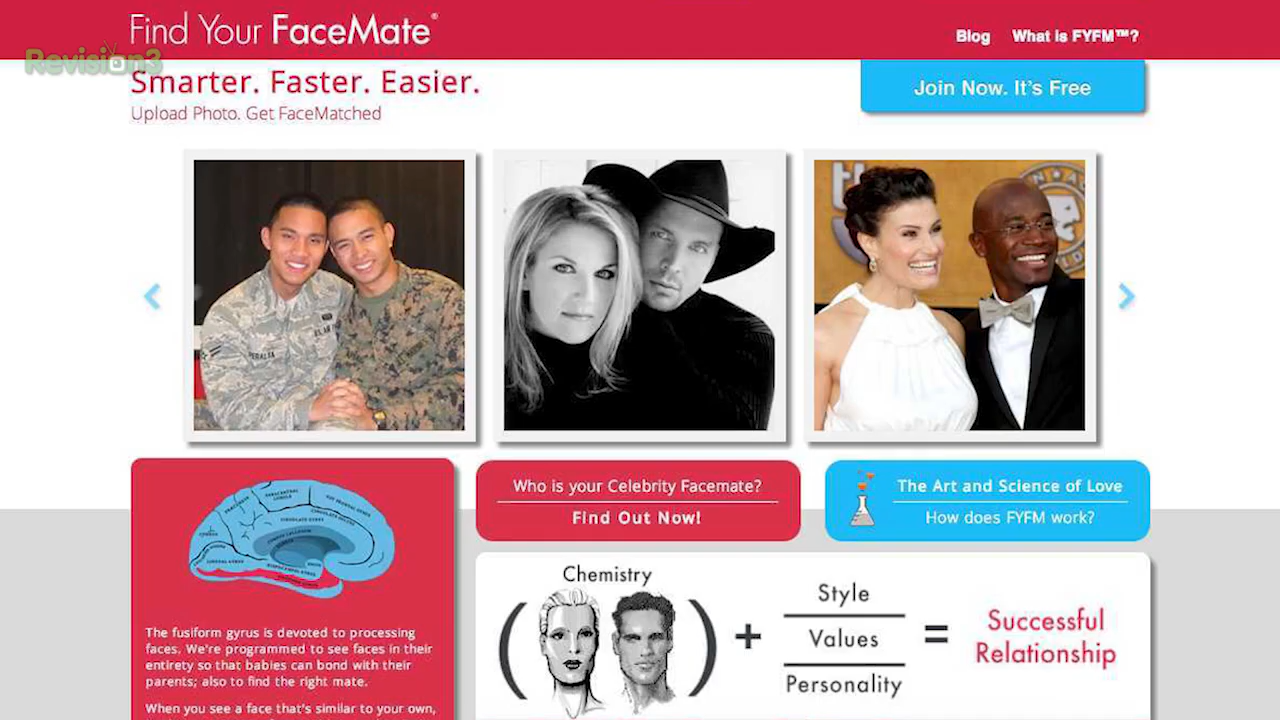 Find Your FaceMate®
Blog
What is FYFM™?
Revision3
Smarter. Faster. Easier.
Upload Photo. Get FaceMatched
Join Now. It's Free
PERALTA
Who is your Celebrity Facemate?
Find Out Now!
The Art and Science of Love
How does FYFM work?
The fusiform gyrus is devoted to processing
faces. We're programmed to see faces in their
entirety so that babies can bond with their
parents; also to find the right mate.
When you see a face that's similar to your own,
Chemistry
( ) +
Style
Values
Personality
=
Successful
Relationship